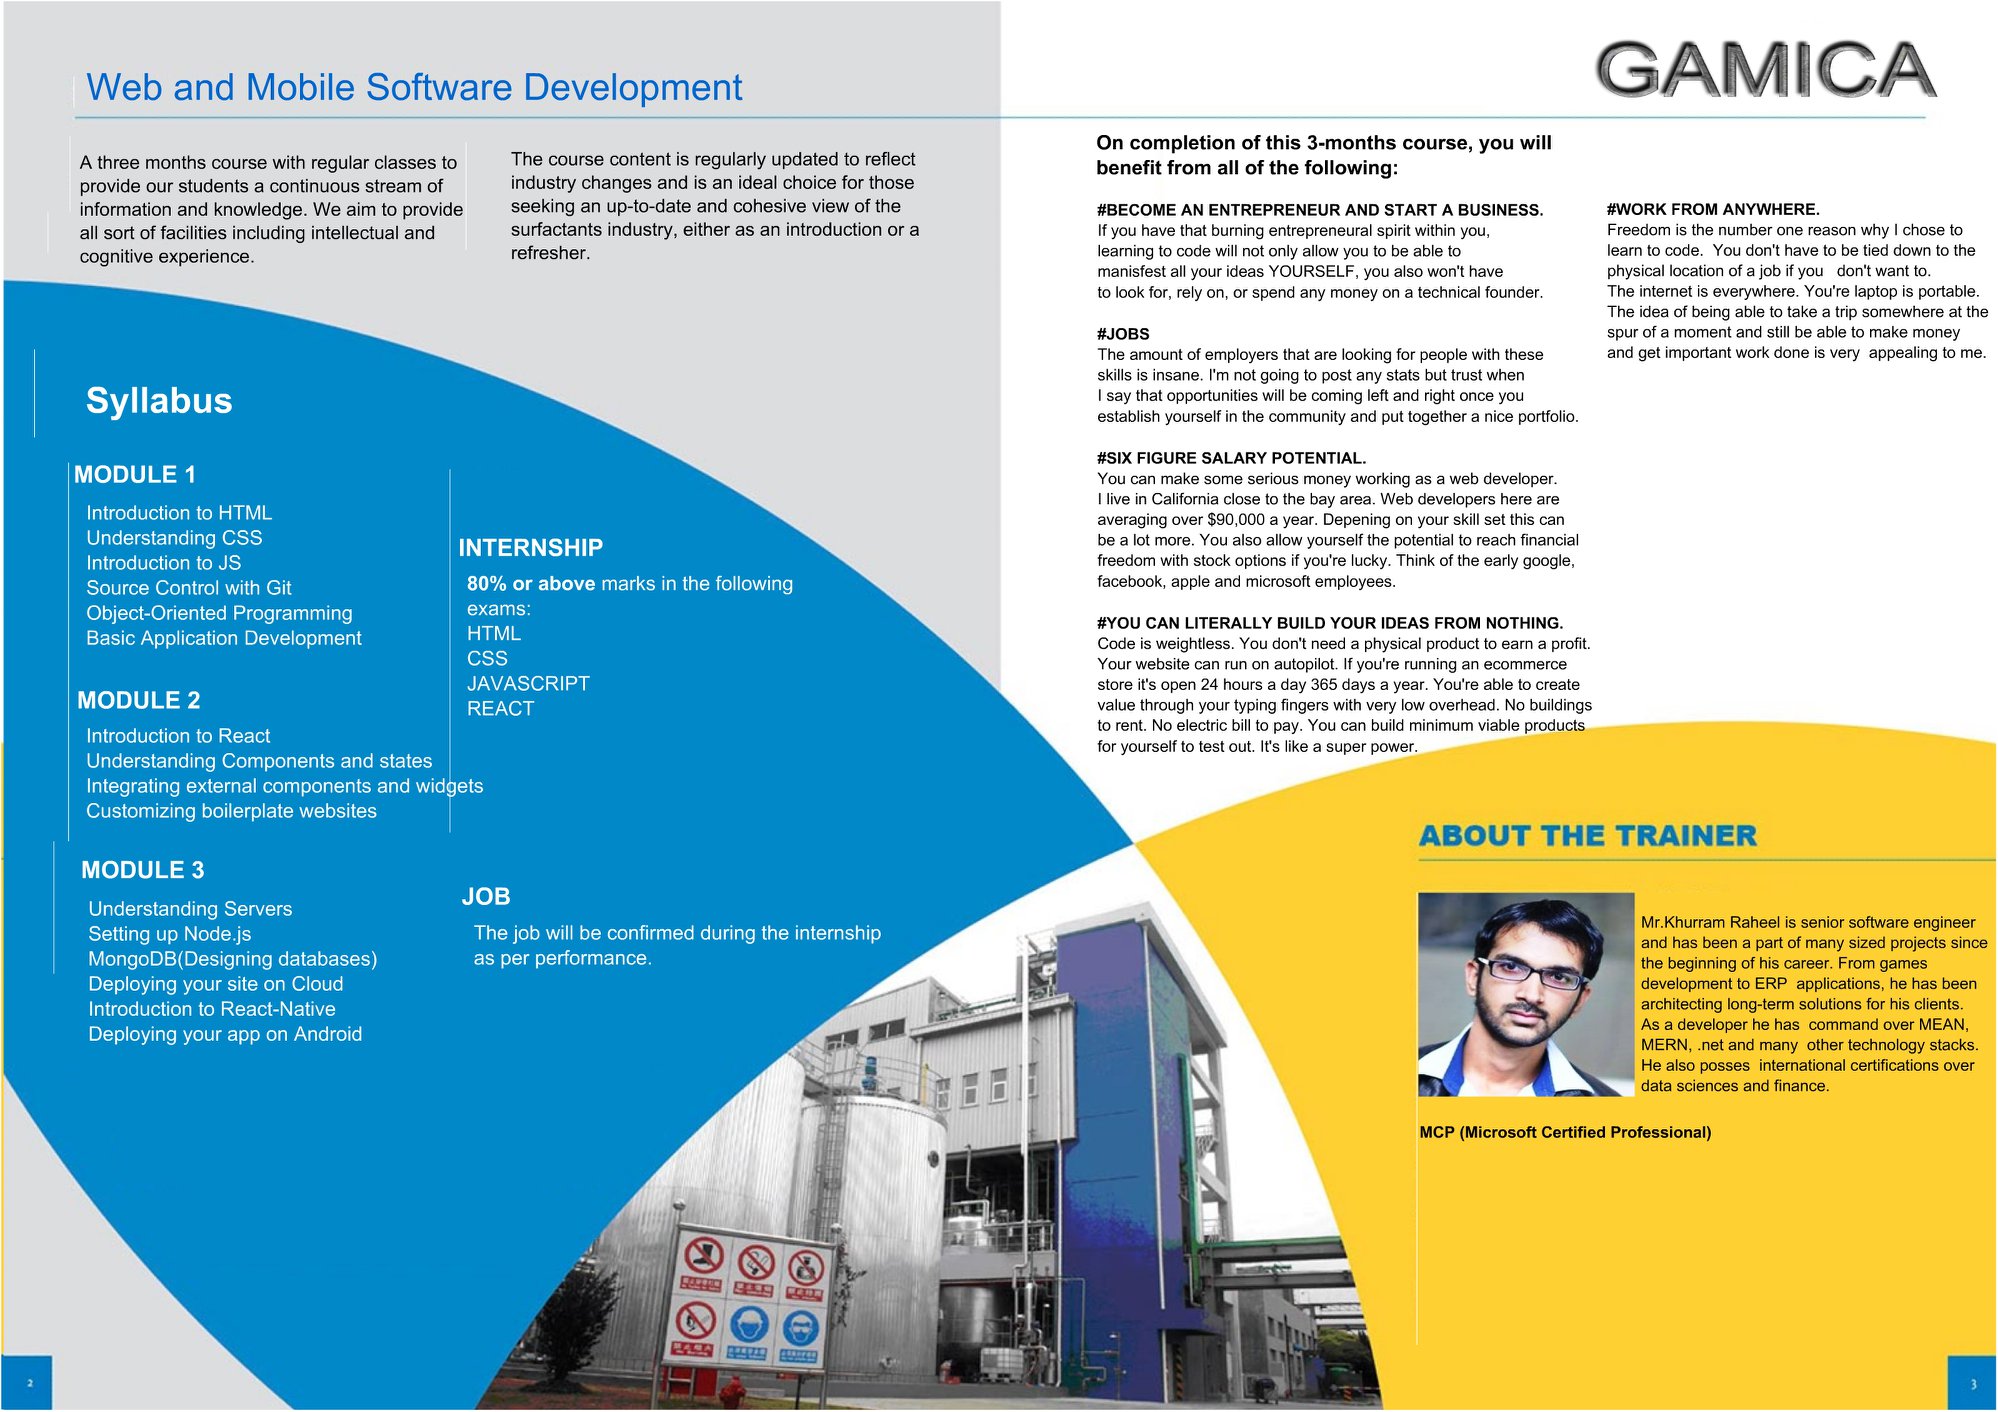 Web and Mobile Software Development
GAMICA
A three months course with regular classes to
provide our students a continuous stream of
information and knowledge. We aim to provide
all sort of facilities including intellectual and
cognitive experience.
The course content is regularly updated to reflect
industry changes and is an ideal choice for those
seeking an up-to-date and cohesive view of the
surfactants industry, either as an introduction or a
refresher.
Syllabus
MODULE 1
Introduction to HTML
Understanding CSS
Introduction to JS
Source Control with Git
Object-Oriented Programming
Basic Application Development
MODULE 2
Introduction to React
Understanding Components and states
Integrating external components and widgets
Customizing boilerplate websites
MODULE 3
Understanding Servers
Setting up Node.js
MongoDB(Designing databases)
Deploying your site on Cloud
Introduction to React-Native
Deploying your app on Android
INTERNSHIP
80% or above marks in the following
exams:
HTML
CSS
JAVASCRIPT
REACT
JOB
The job will be confirmed during the internship
as per performance.
2
On completion of this 3-months course, you will
benefit from all of the following:
#BECOME AN ENTREPRENEUR AND START A BUSINESS.
If you have that burning entrepreneurial spirit within you,
learning to code will not only allow you to be able to
manisfest all your ideas YOURSELF, you also won't have
to look for, rely on, or spend any money on a technical founder.
#JOBS
The amount of employers that are looking for people with these
skills is insane. I'm not going to post any stats but trust when
I say that opportunities will be coming left and right once you
establish yourself in the community and put together a nice portfolio.
#SIX FIGURE SALARY POTENTIAL.
You can make some serious money working as a web developer.
I live in California close to the bay area. Web developers here are
averaging over $90,000 a year. Depening on your skill set this can
be a lot more. You also allow yourself the potential to reach financial
freedom with stock options if you're lucky. Think of the early google,
facebook, apple and microsoft employees.
#YOU CAN LITERALLY BUILD YOUR IDEAS FROM NOTHING.
Code is weightless. You don't need a physical product to earn a profit.
Your website can run on autopilot. If you're running an ecommerce
store it's open 24 hours a day 365 days a year. You're able to create
value through your typing fingers with very low overhead. No buildings
to rent. No electric bill to pay. You can build minimum viable products
for yourself to test out. It's like a super power.
#WORK FROM ANYWHERE.
Freedom is the number one reason why I chose to
learn to code. You don't have to be tied down to the
physical location of a job if you don't want to.
The internet is everywhere. You're laptop is portable.
The idea of being able to take a trip somewhere at the
spur of a moment and still be able to make money
and get important work done is very appealing to me.
ABOUT THE TRAINER
Mr.Khurram Raheel is senior software engineer
and has been a part of many sized projects since
the beginning of his career. From games
development to ERP applications, he has been
architecting long-term solutions for his clients.
As a developer he has command over MEAN,
MERN, .net and many other technology stacks.
He also posses international certifications over
data sciences and finance.
MCP (Microsoft Certified Professional)
3